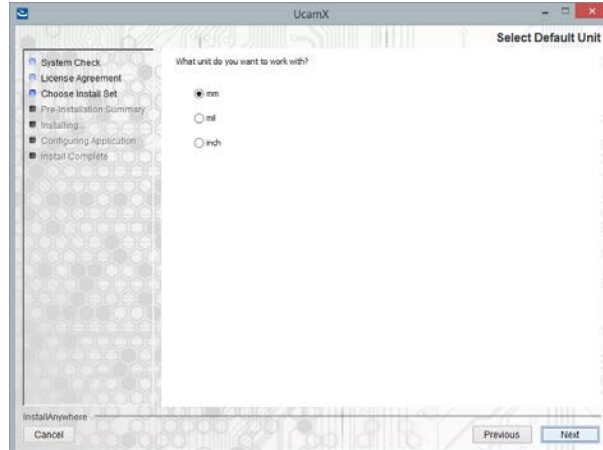 UcamX
Select Default Unit
System Check
License Agreement
Choose Install Set
Pre-Installation Summary
Installing...
Configuring Application
Install Complete
What unit do you want to work with?
mm
mil
inch
InstallAnywhere
Cancel
Previous
Next